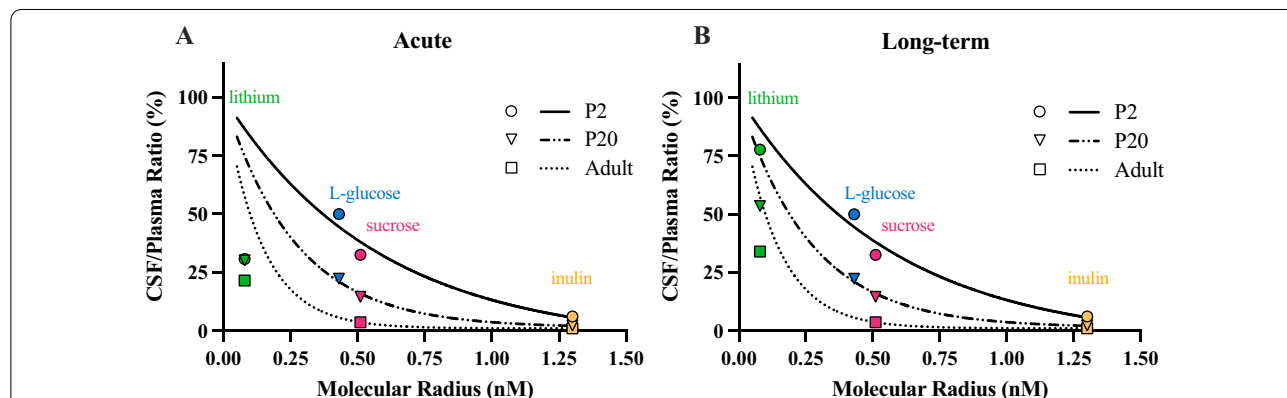 A
Acute
CSF/Plasma Ratio (%)
100
75
50
25
0
lithium
L-glucose
sucrose
inulin
P2
P20
Adult
0.00 0.25 0.50 0.75 1.00 1.25 1.50
Molecular Radius (nM)
B
Long-term
CSF/Plasma Ratio (%)
100
75
50
25
0
lithium
L-glucose
sucrose
inulin
P2
P20
Adult
0.00 0.25 0.50 0.75 1.00 1.25 1.50
Molecular Radius (nM)